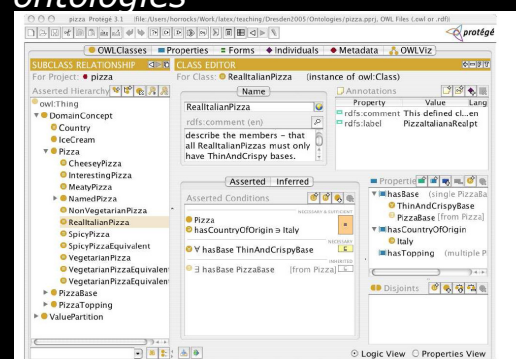 ontologies
pizza Protégé 3.1 (file:/Users/horrocks/Work/latex/teaching/Dresden2005/Ontologies/pizza.pprj, OWL Files (.owl or .rdf))
protégé
OWLClasses Properties Forms Individuals Metadata OWLViz
SUBCLASS RELATIONSHIP
For Project: pizza
Asserted Hierarchy
owl:Thing
DomainConcept
Country
IceCream
Pizza
CheeseyPizza
InterestingPizza
MeatyPizza
NamedPizza
NonVegetarianPizza
RealItalianPizza
SpicyPizza
SpicyPizzaEquivalent
VegetarianPizza
VegetarianPizzaEquivalent
VegetarianPizzaEquivalent
PizzaBase
PizzaTopping
ValuePartition
CLASS EDITOR
For Class: RealItalianPizza (instance of owl:Class)
Name
RealItalianPizza
rdfs:comment (en)
describe the members – that
all RealItalianPizzas must only
have ThinAndCrispy bases.
Annotations
Property Value Lang
rdfs:comment This defined cl...en
rdfs:label PizzaItalianaRealpt
Asserted Inferred
Asserted Conditions
NECESSARY & SUFFICIENT
Pizza
hasCountryOfOrigin ∋ Italy
NECESSARY
∀ hasBase ThinAndCrispyBase
INHERITED
∃ hasBase PizzaBase [from Pizza]
Propertie
hasBase (single PizzaBa
ThinAndCrispyBase
PizzaBase [from Pizza]
hasCountryOfOrigin
Italy
hasTopping (multiple P
Disjoints
Logic View Properties View